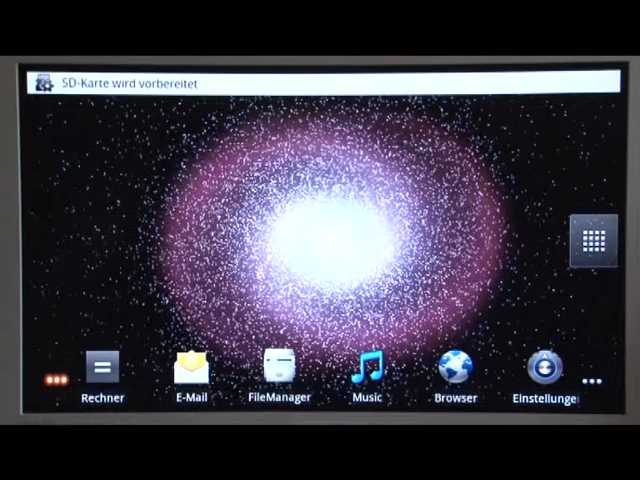 SD-Karte wird vorbereitet
Rechner
E-Mail
FileManager
Music
Browser
Einstellunge